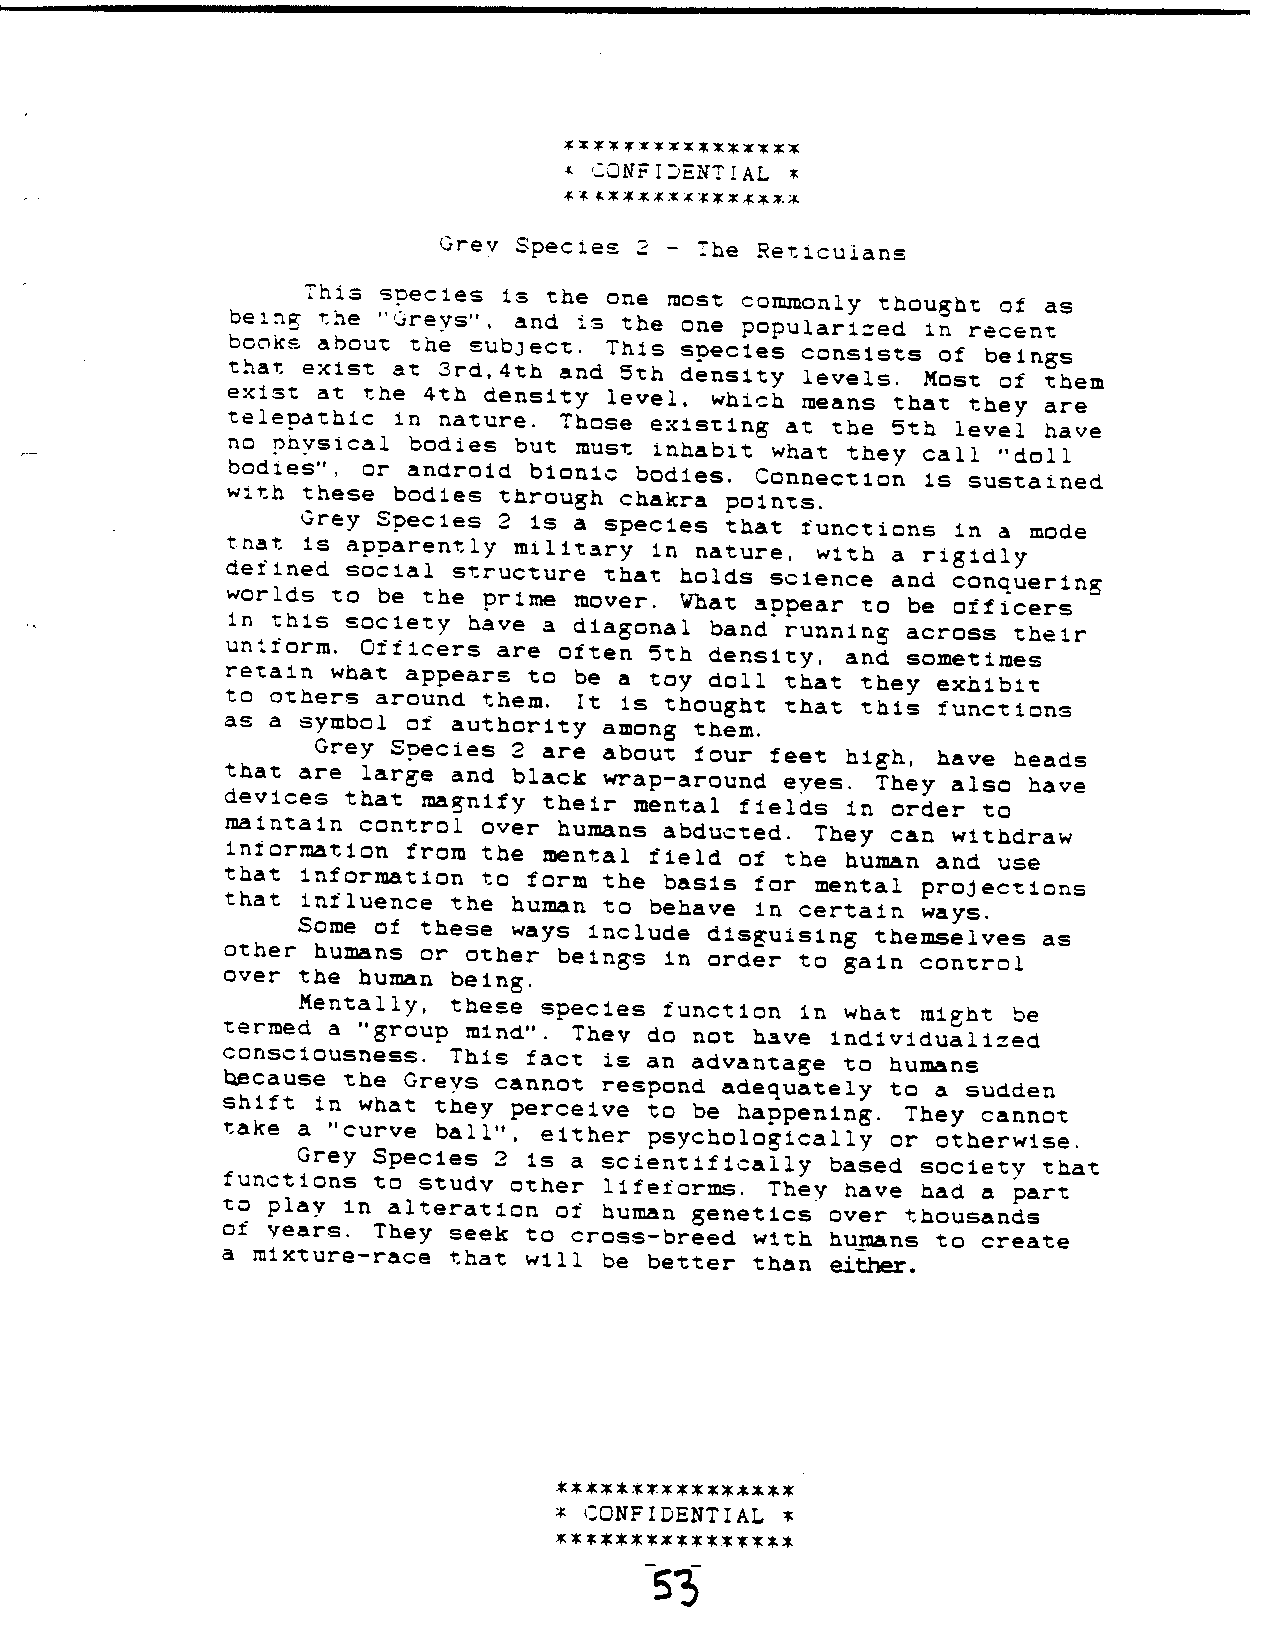 ****************
* CONFIDENTIAL *
****************
Grey Species 2 - The Reticulans
This species is the one most commonly thought of as
being the "Greys", and is the one popularized in recent
books about the subject. This species consists of beings
that exist at 3rd,4th and 5th density levels. Most of them
exist at the 4th density level, which means that they are
telepathic in nature. Those existing at the 5th level have
no physical bodies but must inhabit what they call "doll
bodies", or android bionic bodies. Connection is sustained
with these bodies through chakra points.
Grey Species 2 is a species that functions in a mode
that is apparently military in nature, with a rigidly
defined social structure that holds science and conquering
worlds to be the prime mover. What appear to be officers
in this society have a diagonal band running across their
uniform. Officers are often 5th density, and sometimes
retain what appears to be a toy doll that they exhibit
to others around them. It is thought that this functions
as a symbol of authority among them.
Grey Species 2 are about four feet high, have heads
that are large and black wrap-around eyes. They also have
devices that magnify their mental fields in order to
maintain control over humans abducted. They can withdraw
information from the mental field of the human and use
that information to form the basis for mental projections
that influence the human to behave in certain ways.
Some of these ways include disguising themselves as
other humans or other beings in order to gain control
over the human being.
Mentally, these species function in what might be
termed a "group mind". They do not have individualized
consciousness. This fact is an advantage to humans
because the Greys cannot respond adequately to a sudden
shift in what they perceive to be happening. They cannot
take a "curve ball", either psychologically or otherwise.
Grey Species 2 is a scientifically based society that
functions to study other lifeforms. They have had a part
to play in alteration of human genetics over thousands
of years. They seek to cross-breed with humans to create
a mixture-race that will be better than either.
****************
* CONFIDENTIAL *
****************
53